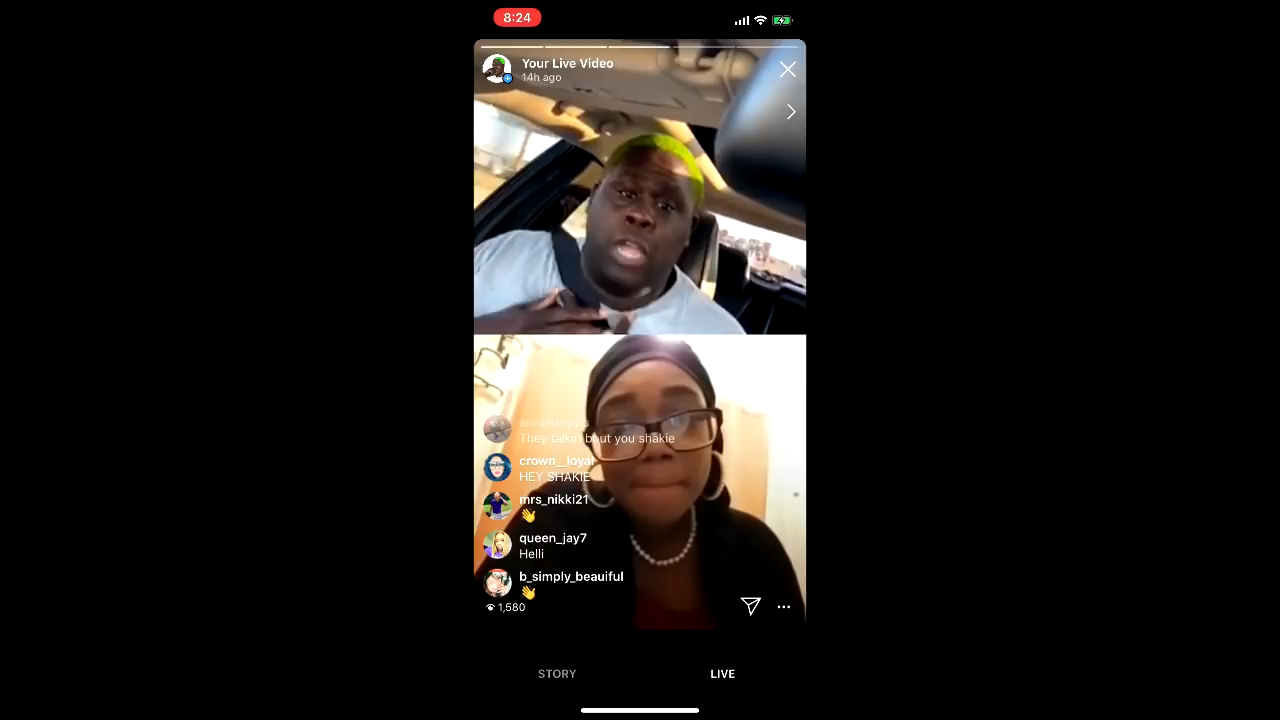 8:24
Your Live Video
14h ago
They talkin bout you shakie
crown__loyal
HEY SHAKIE
mrs_nikki21
👋
queen_jay7
Helli
b_simply_beauiful
👋
1,580
STORY
LIVE